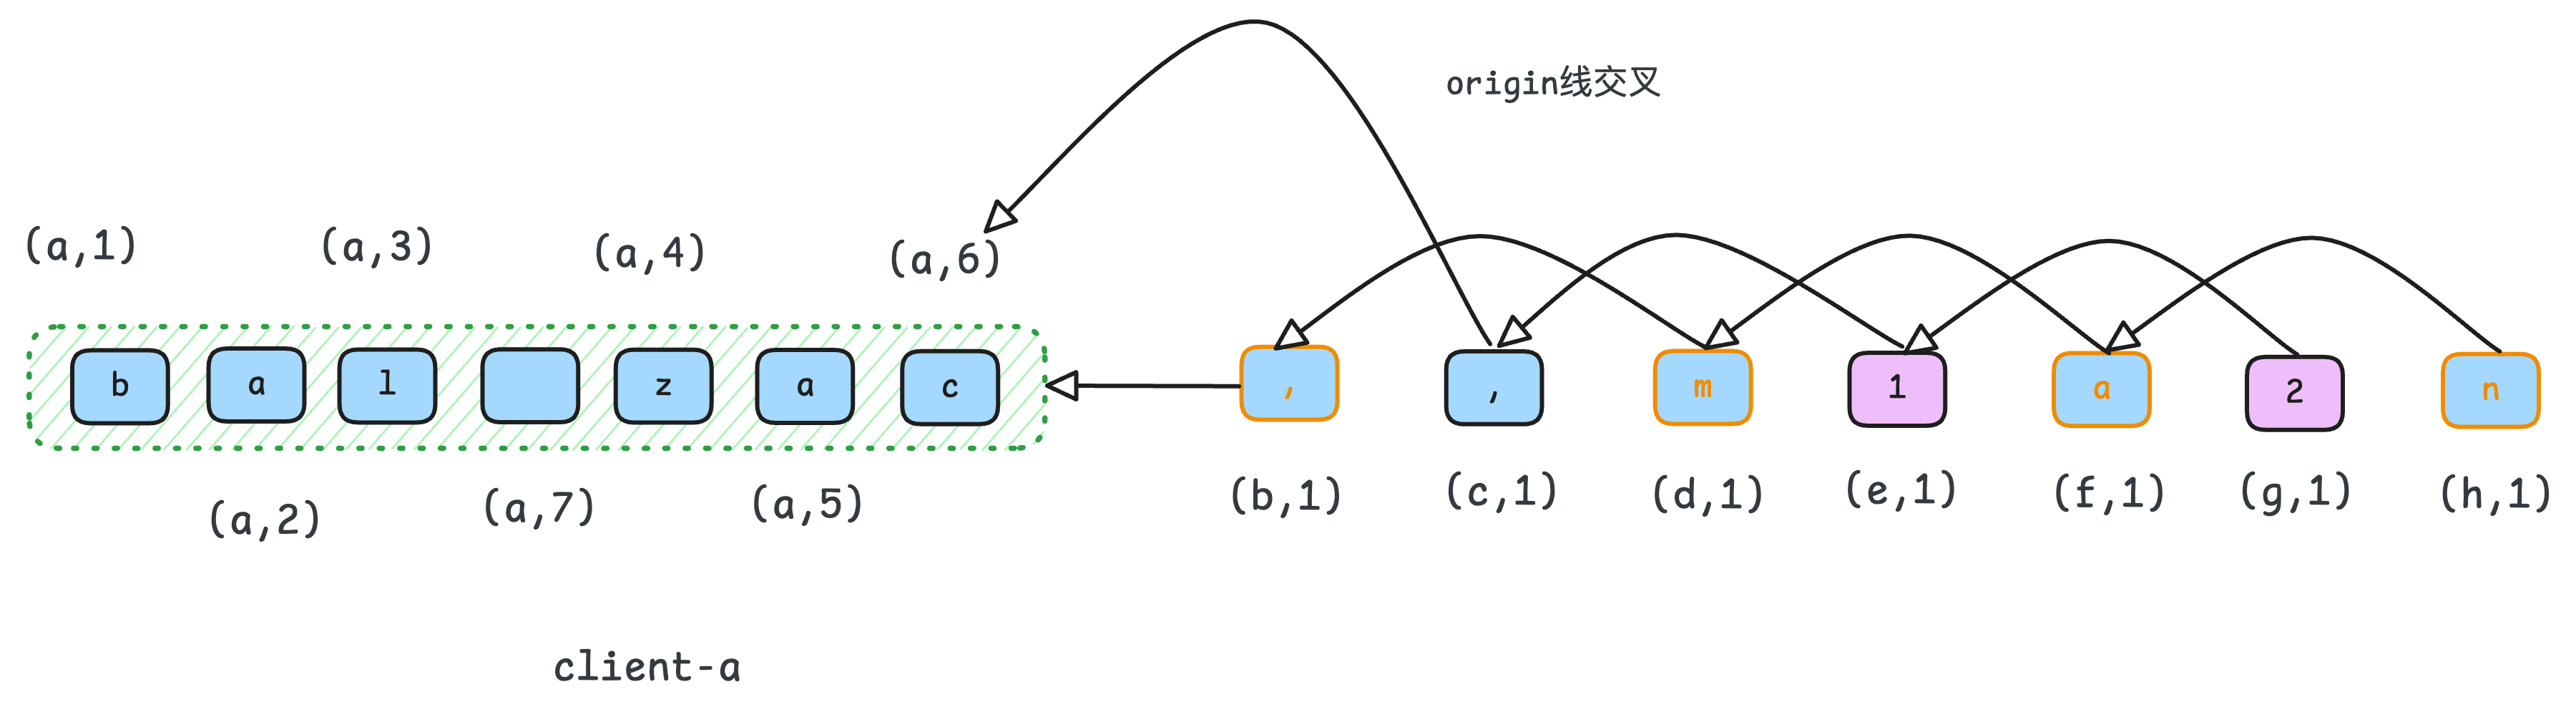 origin线交叉
(a,1) (a,3) (a,4) (a,6)
b a l z a c , , m 1 a 2 n
(a,2) (a,7) (a,5) (b,1) (c,1) (d,1) (e,1) (f,1) (g,1) (h,1)
client-a